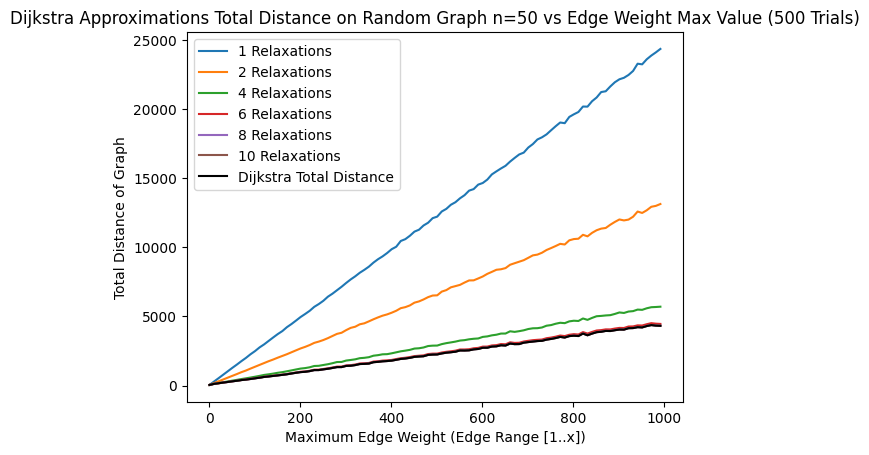 Dijkstra Approximations Total Distance on Random Graph n=50 vs Edge Weight Max Value (500 Trials)
25000
20000
15000
10000
5000
0
Total Distance of Graph
1 Relaxations
2 Relaxations
4 Relaxations
6 Relaxations
8 Relaxations
10 Relaxations
Dijkstra Total Distance
0 200 400 600 800 1000
Maximum Edge Weight (Edge Range [1..x])